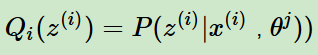 Q_i(z^{(i)}) = P(z^{(i)}|x^{(i)} , θ^{j}))